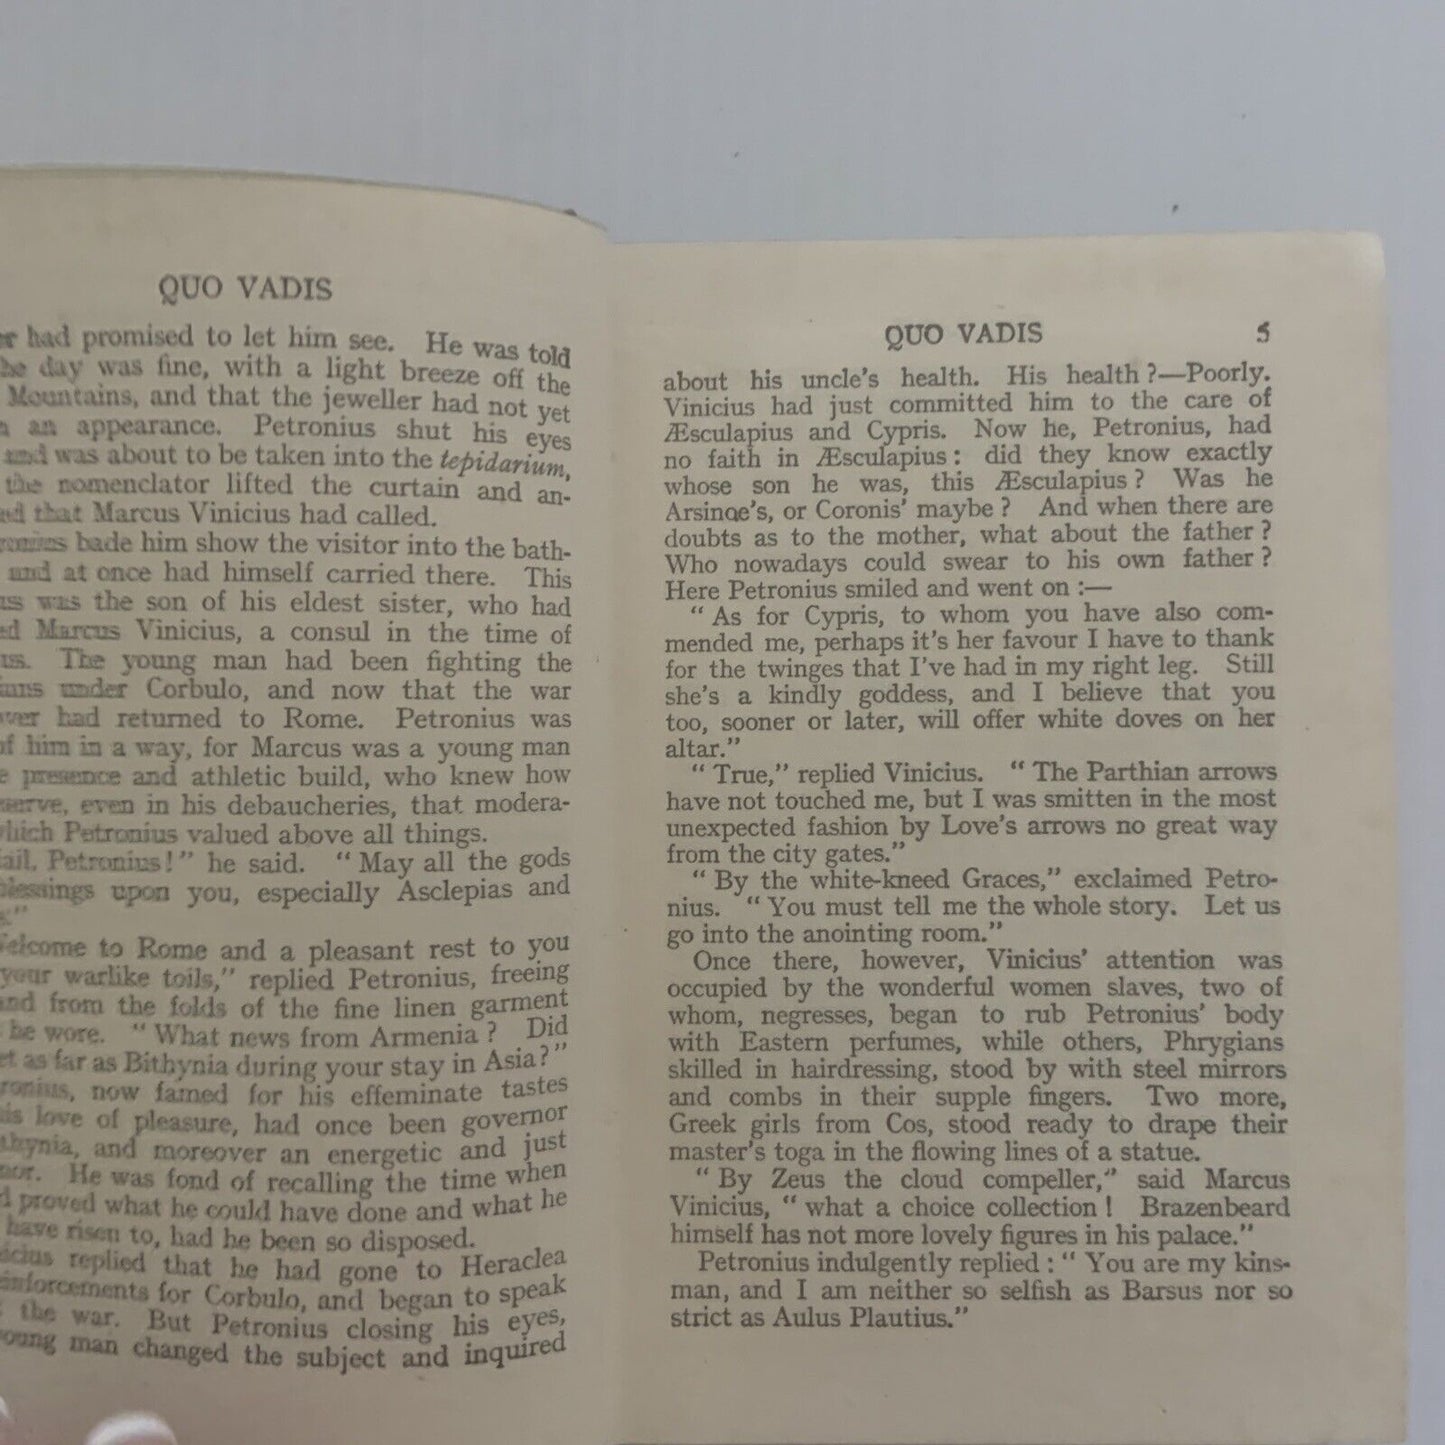 QUO VADIS
had promised to let him see. He was told
day was fine, with a light breeze off the
Mountains, and that the jeweller had not yet
an appearance. Petronius shut his eyes
and was about to be taken into the tepidarium,
the nomenclator lifted the curtain and an-
that Marcus Vinicius had called.
bade him show the visitor into the bath-
and at once had himself carried there. This
was the son of his eldest sister, who had
Marcus Vinicius, a consul in the time of
The young man had been fighting the
under Corbulo, and now that the war
had returned to Rome. Petronius was
of him in a way, for Marcus was a young man
presence and athletic build, who knew how
even in his debaucheries, that modera-
which Petronius valued above all things.
Petronius!" he said. "May all the gods
blessings upon you, especially Asclepias and
Welcome to Rome and a pleasant rest to you
your warlike toils," replied Petronius, freeing
and from the folds of the fine linen garment
he wore. "What news from Armenia? Did
as far as Bithynia during your stay in Asia?"
now famed for his effeminate tastes
his love of pleasure, had once been governor
and moreover an energetic and just
He was fond of recalling the time when
proved what he could have done and what he
have risen to, had he been so disposed.
replied that he had gone to Heraclea
for Corbulo, and began to speak
the war. But Petronius closing his eyes,
young man changed the subject and inquired
QUO VADIS 5
about his uncle's health. His health?—Poorly.
Vinicius had just committed him to the care of
Æsculapius and Cypris. Now he, Petronius, had
no faith in Æsculapius: did they know exactly
whose son he was, this Æsculapius? Was he
Arsinoe's, or Coronis' maybe? And when there are
doubts as to the mother, what about the father?
Who nowadays could swear to his own father?
Here Petronius smiled and went on:—
"As for Cypris, to whom you have also com-
mended me, perhaps it's her favour I have to thank
for the twinges that I've had in my right leg. Still
she's a kindly goddess, and I believe that you
too, sooner or later, will offer white doves on her
altar."
"True," replied Vinicius. "The Parthian arrows
have not touched me, but I was smitten in the most
unexpected fashion by Love's arrows no great way
from the city gates."
"By the white-kneed Graces," exclaimed Petro-
nius. "You must tell me the whole story. Let us
go into the anointing room."
Once there, however, Vinicius' attention was
occupied by the wonderful women slaves, two of
whom, negresses, began to rub Petronius' body
with Eastern perfumes, while others, Phrygians
skilled in hairdressing, stood by with steel mirrors
and combs in their supple fingers. Two more,
Greek girls from Cos, stood ready to drape their
master's toga in the flowing lines of a statue.
"By Zeus the cloud compeller," said Marcus
Vinicius, "what a choice collection! Brazenbeard
himself has not more lovely figures in his palace."
Petronius indulgently replied: "You are my kins-
man, and I am neither so selfish as Barsus nor so
strict as Aulus Plautius."